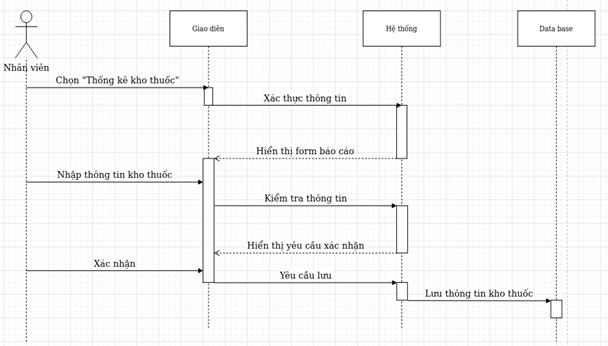 Giao diên
Hệ thống
Data base
Nhân viên
Chọn "Thống kê kho thuốc"
Xác thực thông tin
Hiển thị form báo cáo
Nhập thông tin kho thuốc
Kiểm tra thông tin
Hiển thị yêu cầu xác nhận
Xác nhận
Yêu cầu lưu
Lưu thông tin kho thuốc